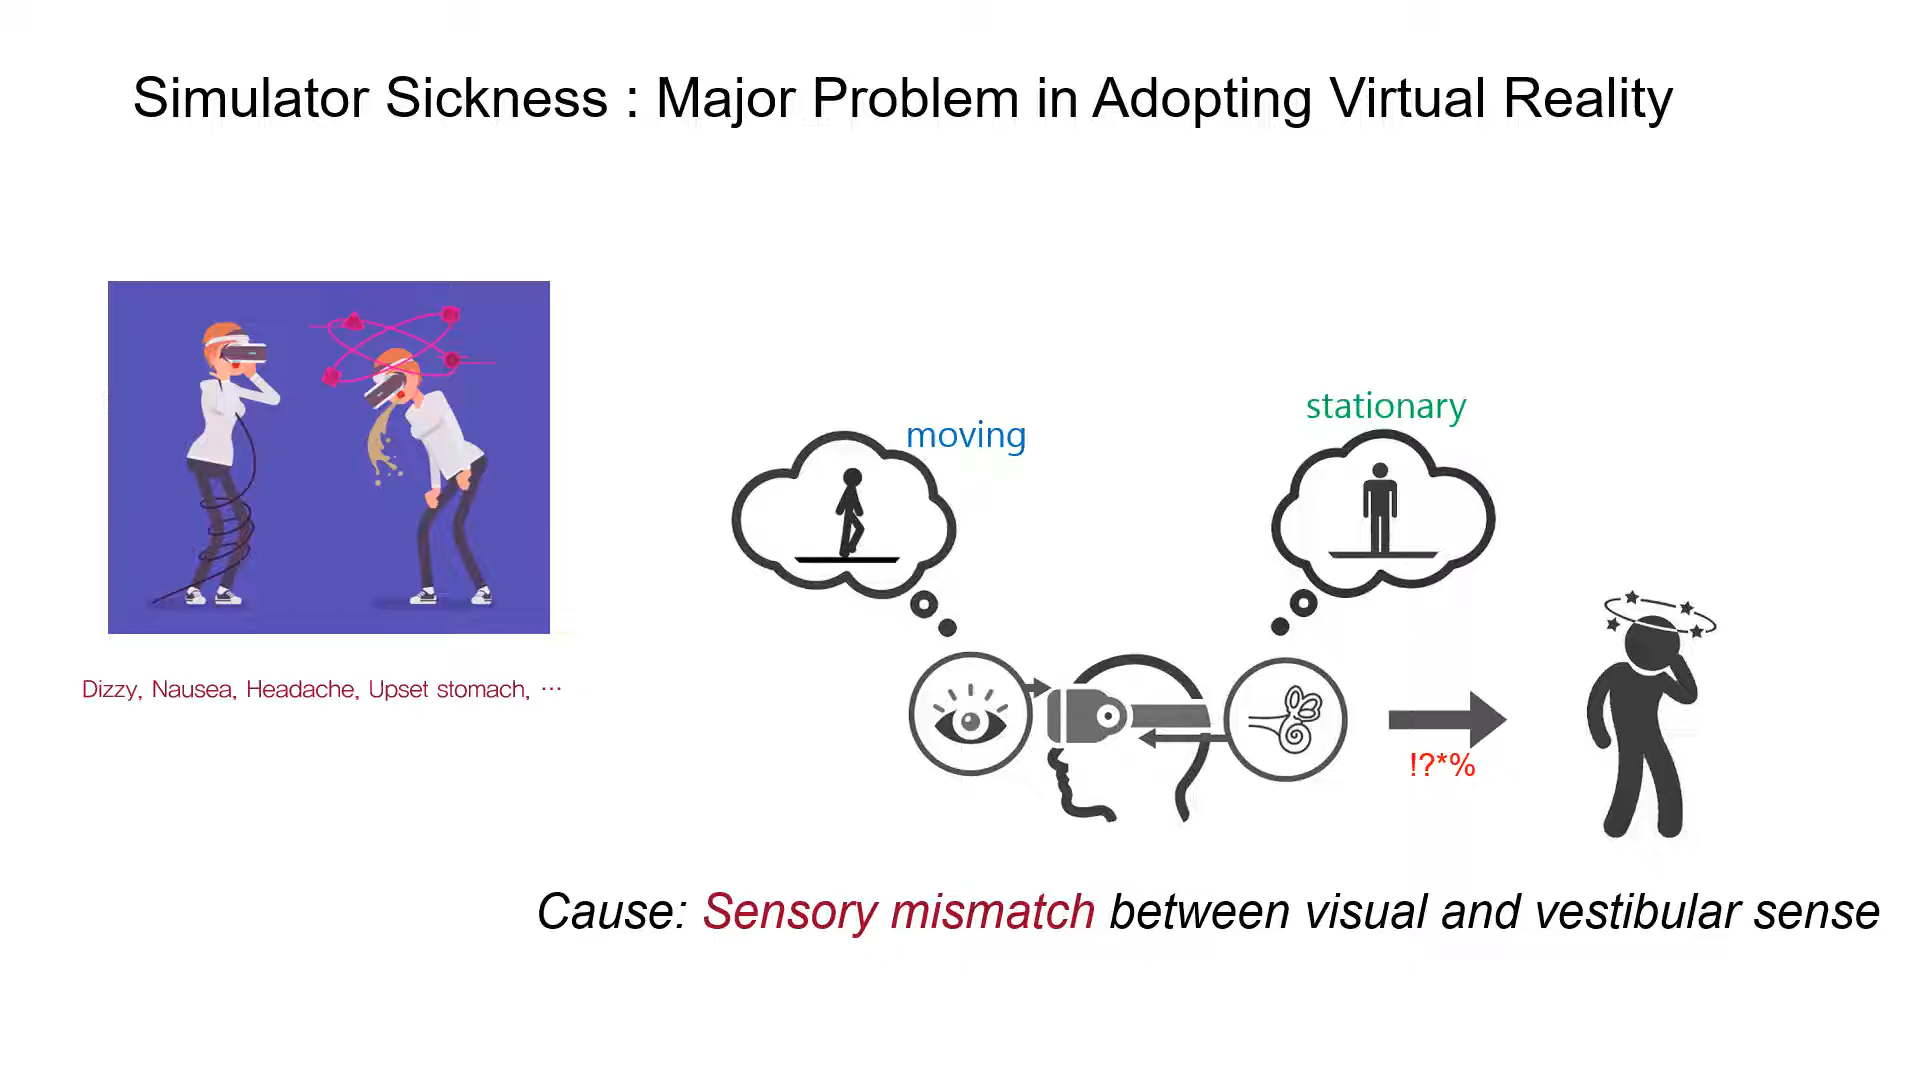 Simulator Sickness : Major Problem in Adopting Virtual Reality
stationary
moving
Dizzy, Nausea, Headache, Upset stomach, ⋯
!?*%
Cause: Sensory mismatch between visual and vestibular sense